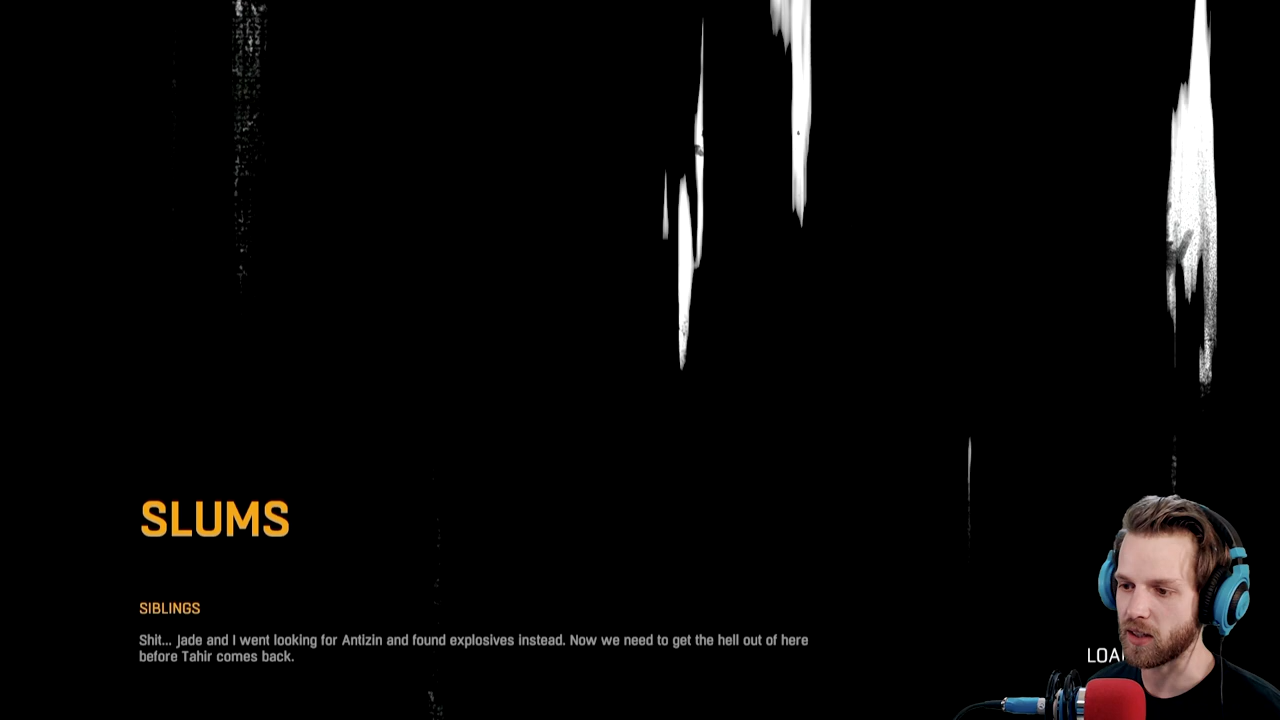 SLUMS
SIBLINGS
Shit... Jade and I went looking for Antizin and found explosives instead. Now we need to get the hell out of here
before Tahir comes back.
LOA